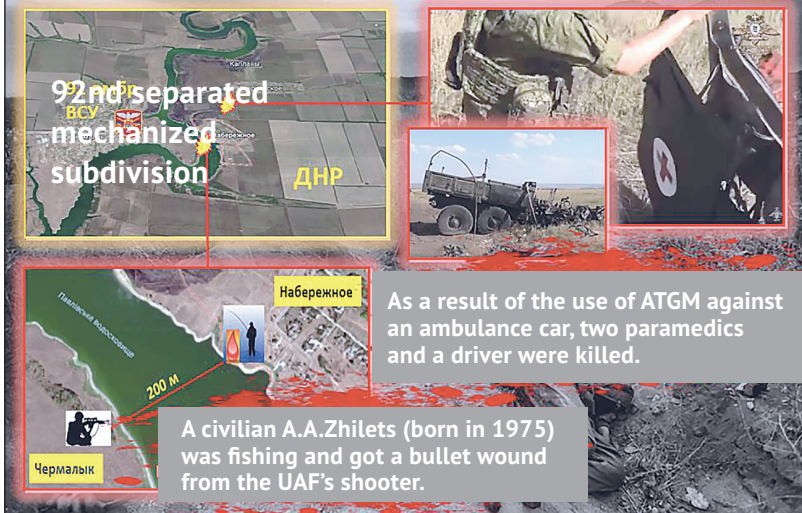 Капланы
92nd separated
mechanized
subdivision
ВСУ
Набережное
ДНР
Набережное
Павлівське водосховище
200 м
Чермалык
As a result of the use of ATGM against
an ambulance car, two paramedics
and a driver were killed.
A civilian A.A.Zhilets (born in 1975)
was fishing and got a bullet wound
from the UAF's shooter.